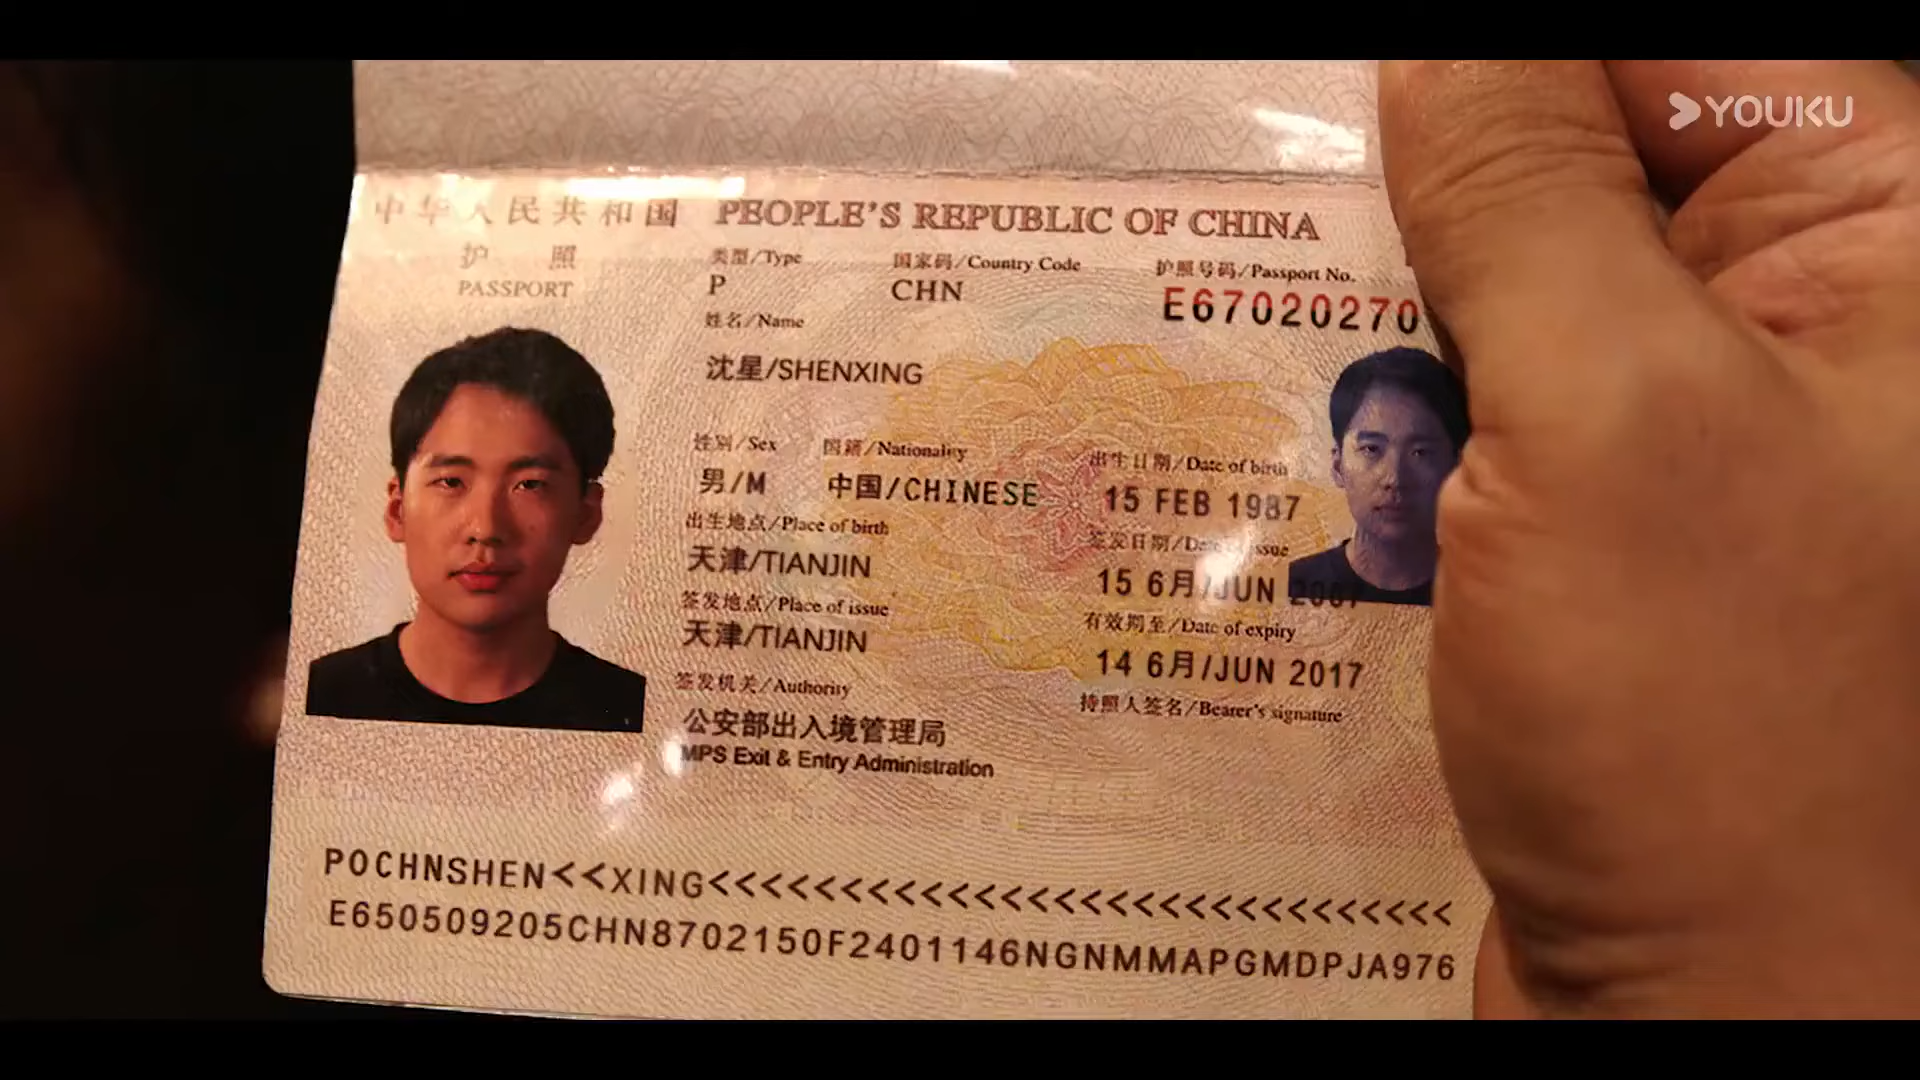 YOUKU
中华人民共和国 PEOPLE'S REPUBLIC OF CHINA
护 照 类型/Type 国家码/Country Code 护照号码/Passport No.
PASSPORT P CHN E67020270
姓名/Name
沈星/SHENXING
性别/Sex 国籍/Nationality 出生日期/Date of birth
男/M 中国/CHINESE 15 FEB 1987
出生地点/Place of birth 签发日期/Date of issue
天津/TIANJIN 15 6月/JUN 2007
签发地点/Place of issue 有效期至/Date of expiry
天津/TIANJIN 14 6月/JUN 2017
签发机关/Authority 持照人签名/Bearer's signature
公安部出入境管理局
MPS Exit & Entry Administration
POCHNSHEN<<XING<<<<<<<<<<<<<<<<<<<<<<<<<<<<
E650509205CHN8702150F2401146NGNMMAPGMDPJA976